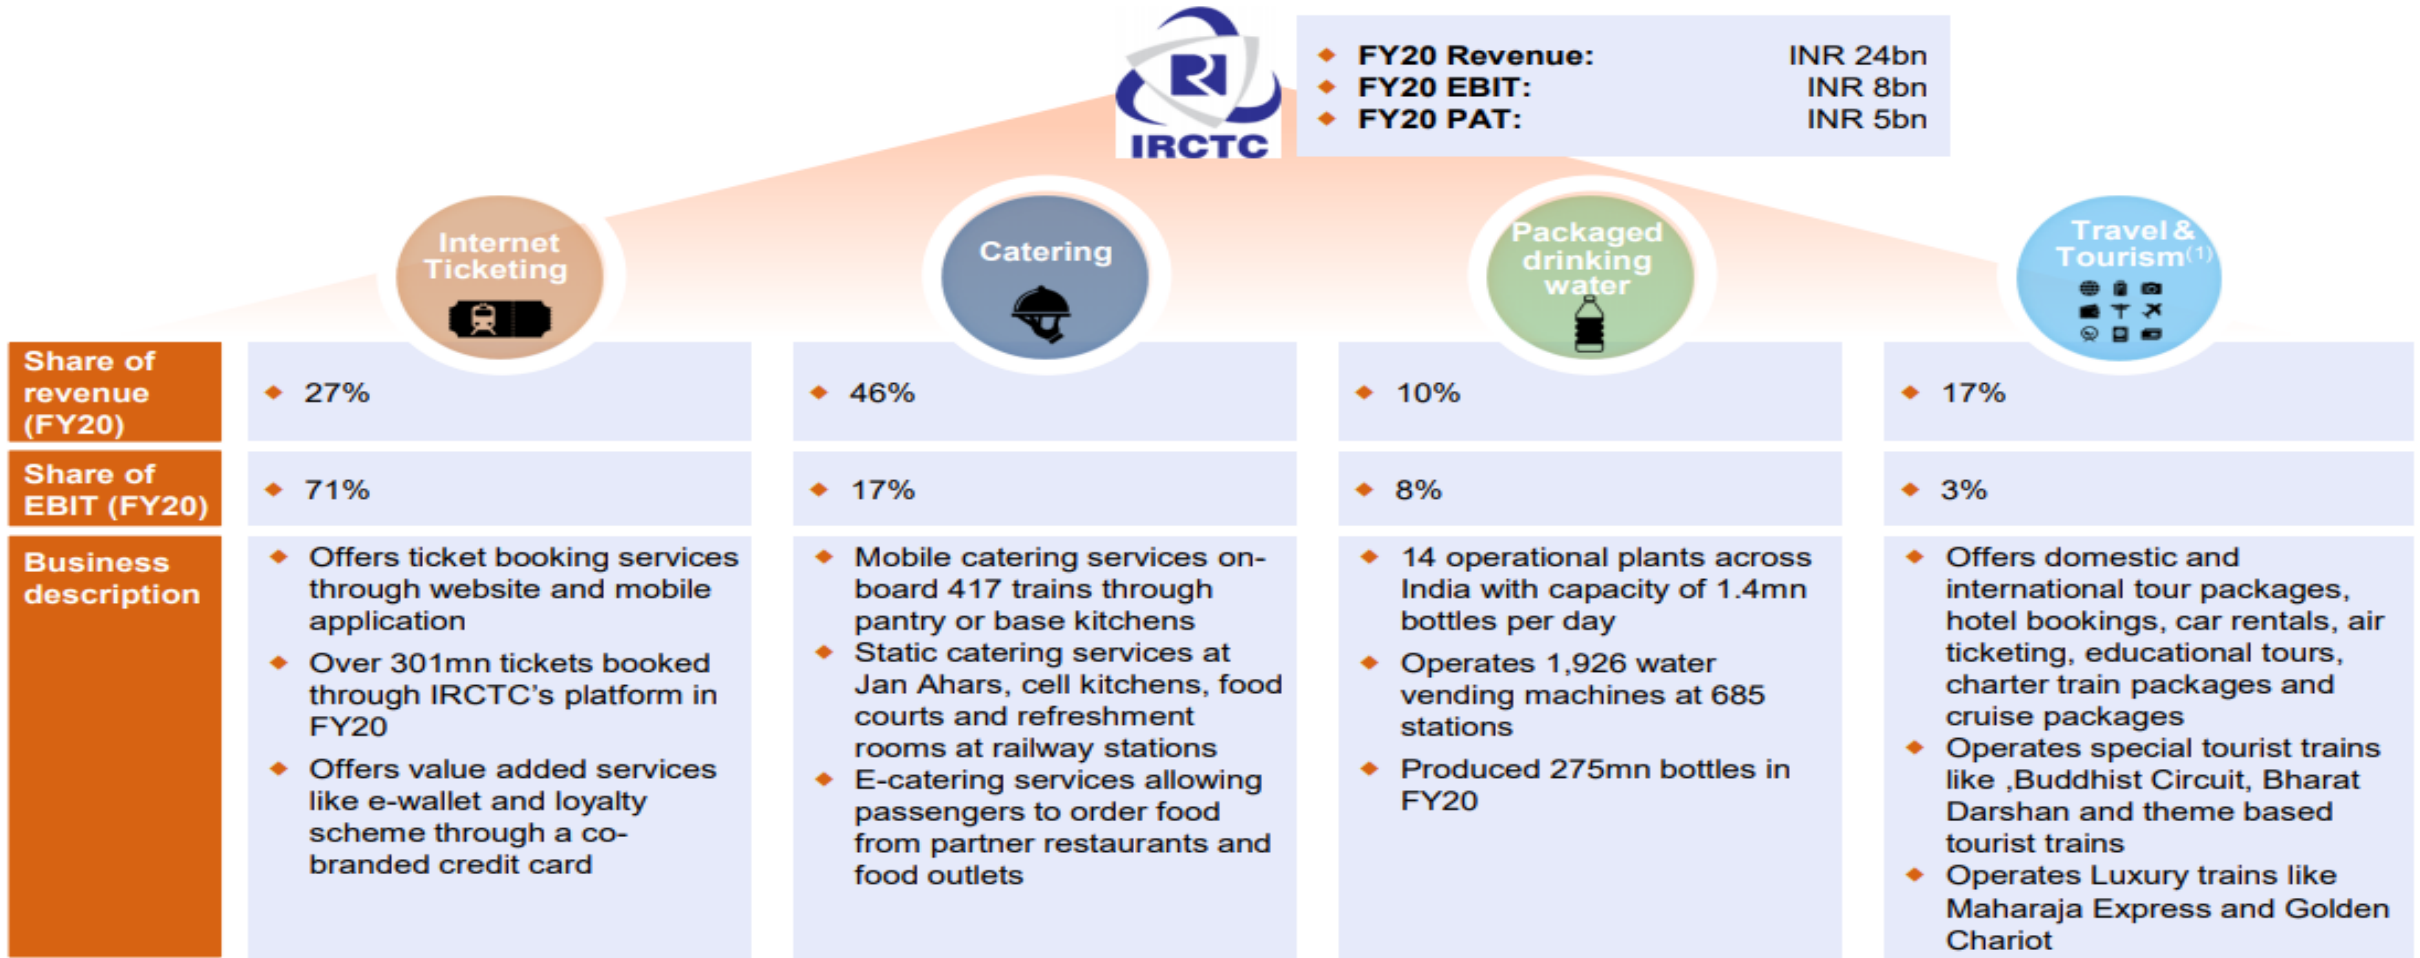 IRCTC
FY20 Revenue: INR 24bn
FY20 EBIT: INR 8bn
FY20 PAT: INR 5bn
Internet
Ticketing
Catering
Packaged
drinking
water
Travel &
Tourism(1)
Share of
revenue
(FY20)
27%
46%
10%
17%
Share of
EBIT (FY20)
71%
17%
8%
3%
Business
description
Offers ticket booking services
through website and mobile
application
Over 301mn tickets booked
through IRCTC's platform in
FY20
Offers value added services
like e-wallet and loyalty
scheme through a co-
branded credit card
Mobile catering services on-
board 417 trains through
pantry or base kitchens
Static catering services at
Jan Ahars, cell kitchens, food
courts and refreshment
rooms at railway stations
E-catering services allowing
passengers to order food
from partner restaurants and
food outlets
14 operational plants across
India with capacity of 1.4mn
bottles per day
Operates 1,926 water
vending machines at 685
stations
Produced 275mn bottles in
FY20
Offers domestic and
international tour packages,
hotel bookings, car rentals, air
ticketing, educational tours,
charter train packages and
cruise packages
Operates special tourist trains
like ,Buddhist Circuit, Bharat
Darshan and theme based
tourist trains
Operates Luxury trains like
Maharaja Express and Golden
Chariot